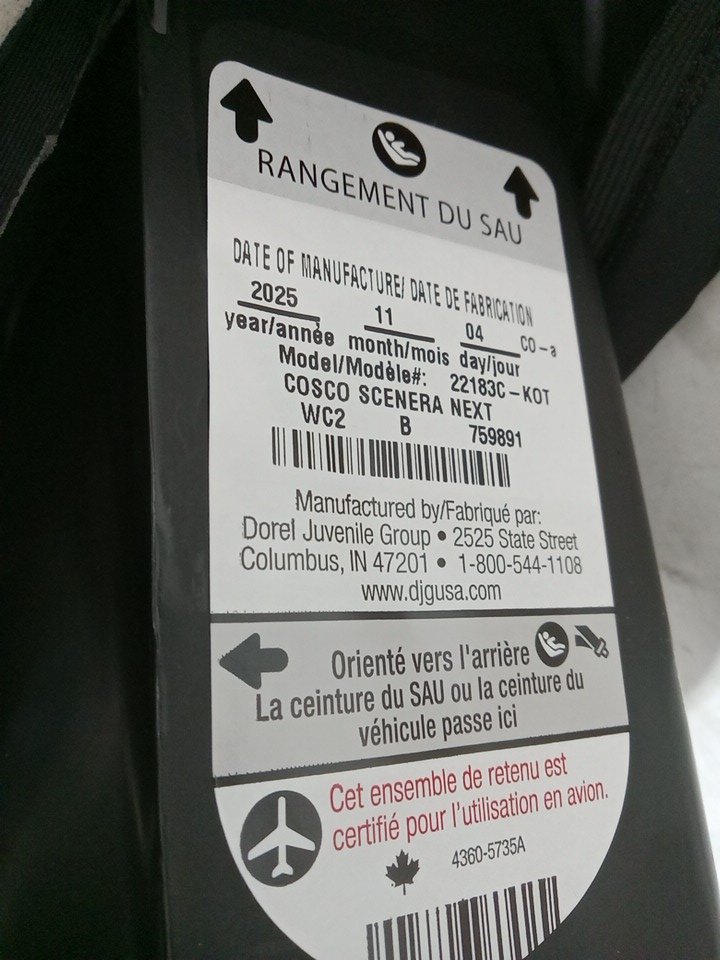 RANGEMENT DU SAU
DATE OF MANUFACTURE/ DATE DE FABRICATION
2025 11 04 CO-a
year/année month/mois day/jour
Model/Modèle#: 22183C-KOT
COSCO SCENERA NEXT
WC2 B 759891
Manufactured by/Fabriqué par:
Dorel Juvenile Group • 2525 State Street
Columbus, IN 47201 • 1-800-544-1108
www.djgusa.com
Orienté vers l'arrière
La ceinture du SAU ou la ceinture du
véhicule passe ici
Cet ensemble de retenu est
certifié pour l'utilisation en avion.
4360-5735A